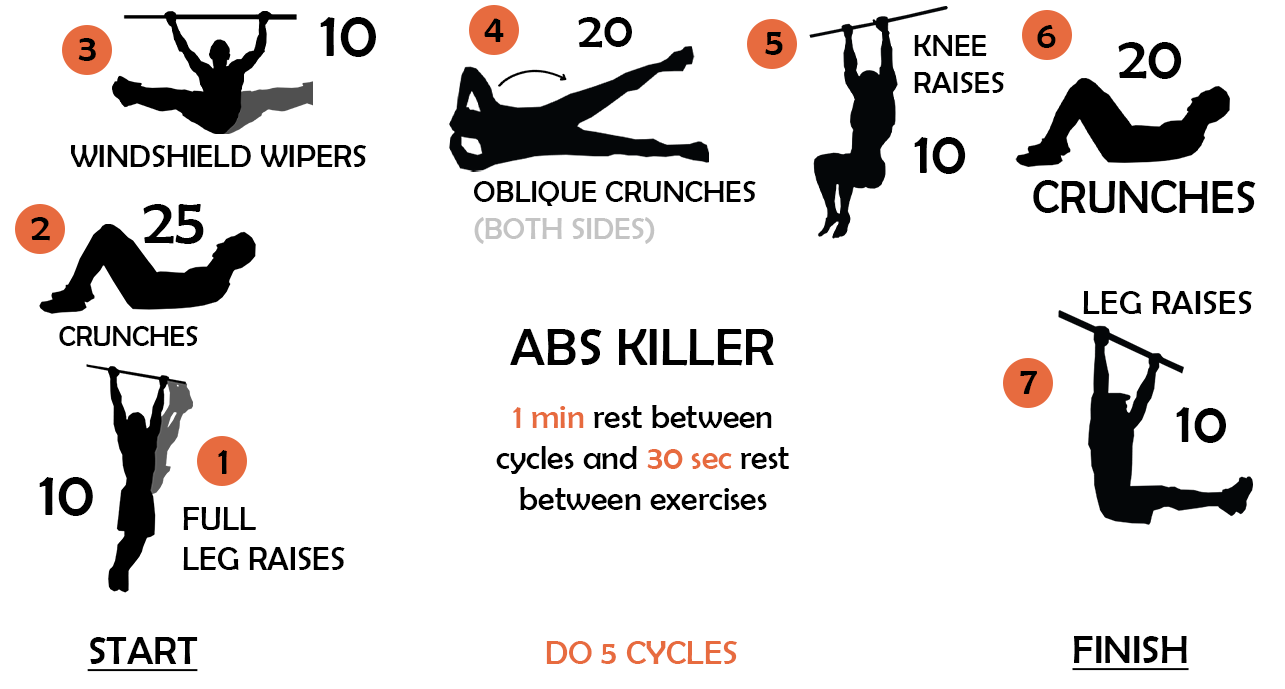 3
10
WINDSHIELD WIPERS
4
20
OBLIQUE CRUNCHES
(BOTH SIDES)
5
KNEE
RAISES
10
6
20
CRUNCHES
2
25
CRUNCHES
1
10
FULL
LEG RAISES
ABS KILLER
1 min rest between
cycles and 30 sec rest
between exercises
LEG RAISES
7
10
START
DO 5 CYCLES
FINISH